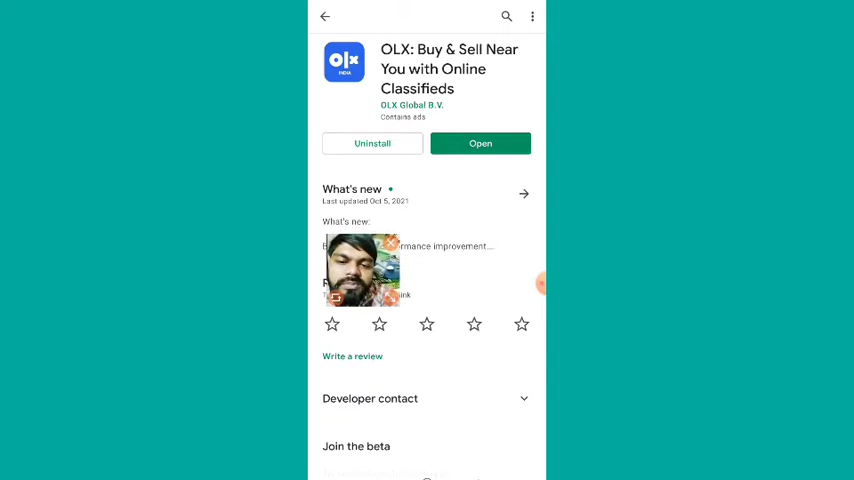 OLX: Buy & Sell Near
You with Online
Classifieds
OLX Global B.V.
Contains ads
olx
INDIA
Uninstall
Open
What's new
Last updated Oct 5, 2021
What's new:
rmance improvement...
Write a review
Developer contact
Join the beta